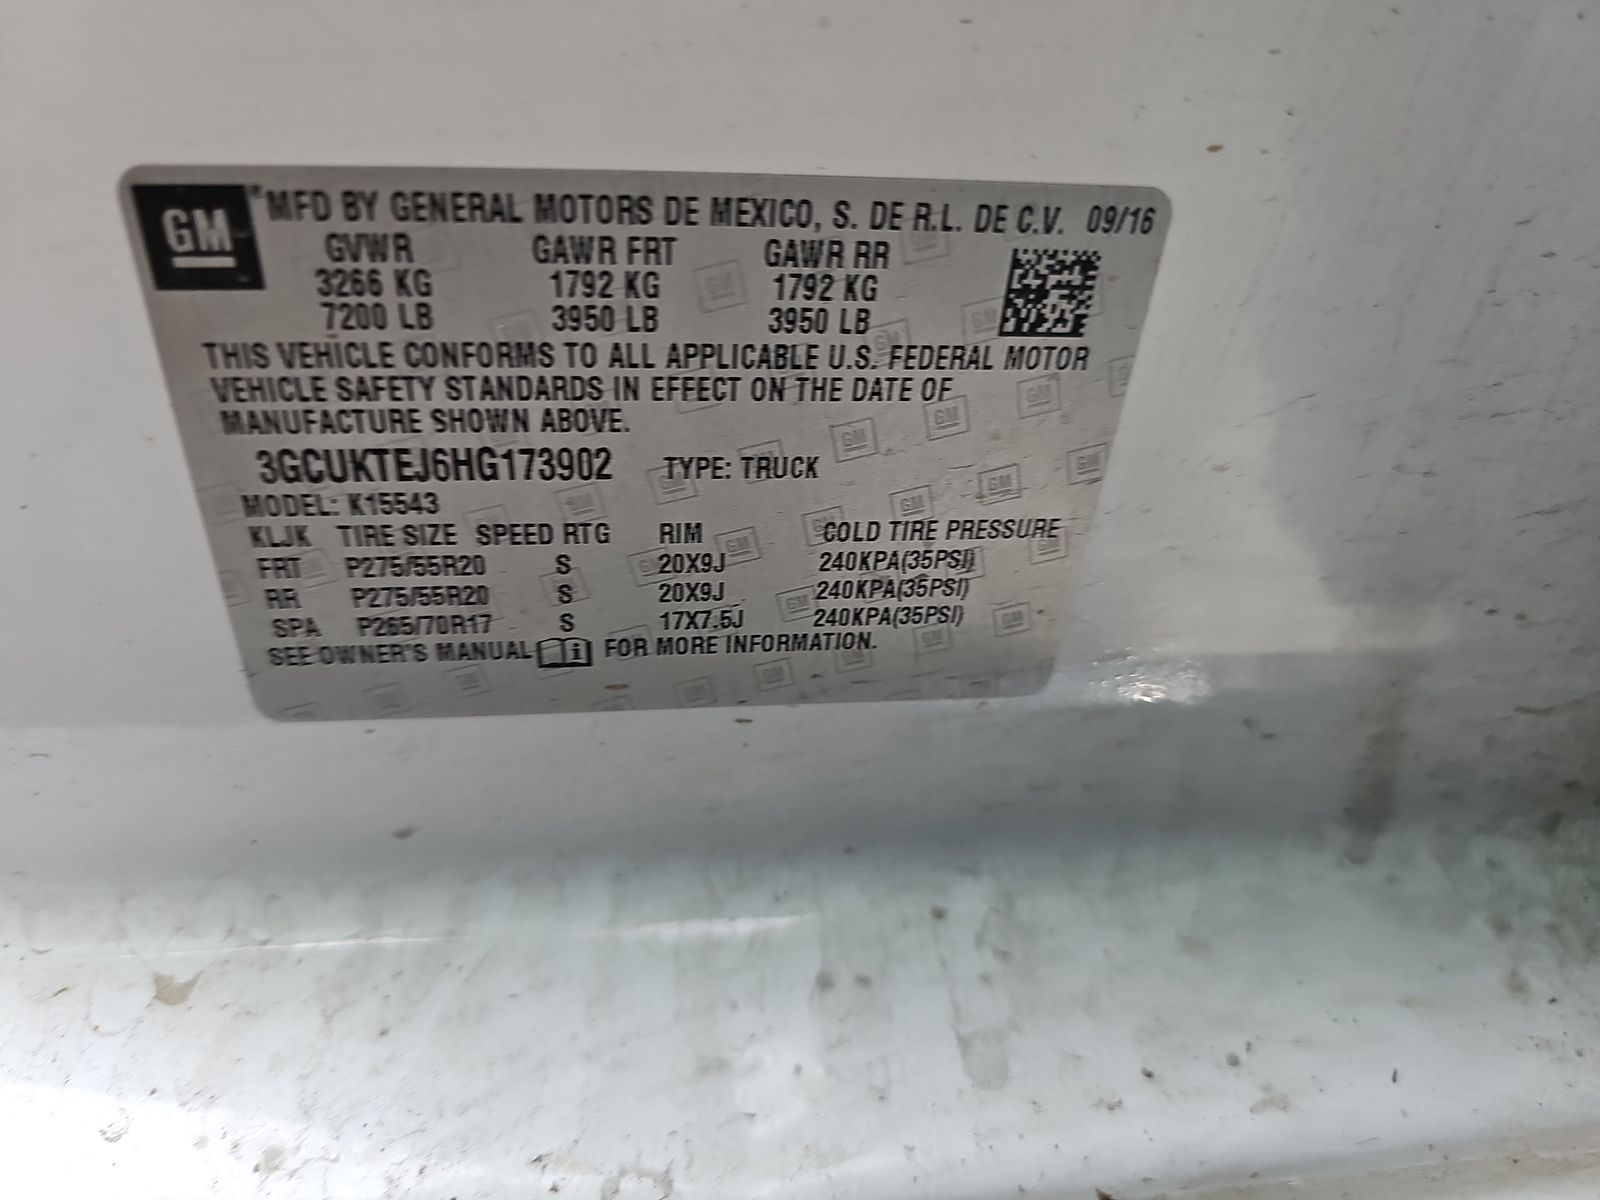 GM
MFD BY GENERAL MOTORS DE MEXICO, S. DE R.L. DE C.V. 09/16
GVWR GAWR FRT GAWR RR
3266 KG 1792 KG 1792 KG
7200 LB 3950 LB 3950 LB
THIS VEHICLE CONFORMS TO ALL APPLICABLE U.S. FEDERAL MOTOR
VEHICLE SAFETY STANDARDS IN EFFECT ON THE DATE OF
MANUFACTURE SHOWN ABOVE.
3GCUKTEJ6HG173902 TYPE: TRUCK
MODEL: K15543
KLJK TIRE SIZE SPEED RTG RIM COLD TIRE PRESSURE
FRT P275/55R20 S 20X9J 240KPA(35PSI)
RR P275/55R20 S 20X9J 240KPA(35PSI)
SPA P265/70R17 S 17X7.5J 240KPA(35PSI)
SEE OWNER'S MANUAL i FOR MORE INFORMATION.